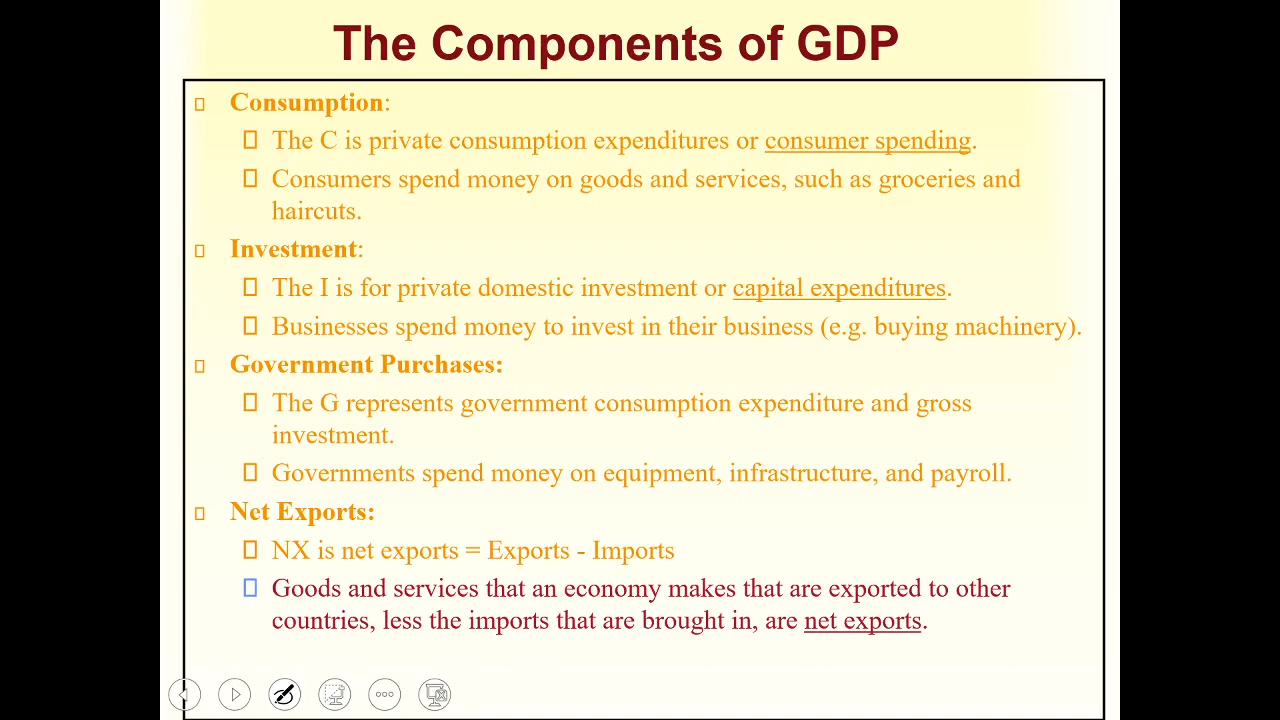 The Components of GDP
Consumption:
The C is private consumption expenditures or consumer spending.
Consumers spend money on goods and services, such as groceries and
haircuts.
Investment:
The I is for private domestic investment or capital expenditures.
Businesses spend money to invest in their business (e.g. buying machinery).
Government Purchases:
The G represents government consumption expenditure and gross
investment.
Governments spend money on equipment, infrastructure, and payroll.
Net Exports:
NX is net exports = Exports - Imports
Goods and services that an economy makes that are exported to other
countries, less the imports that are brought in, are net exports.